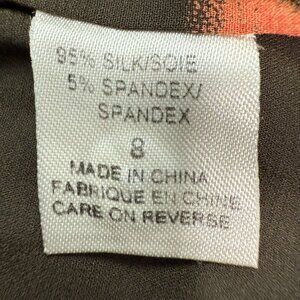 95% SILK/SOIE
5% SPANDEX/
SPANDEX
8
MADE IN CHINA
FABRIQUE EN CHINE
CARE ON REVERSE